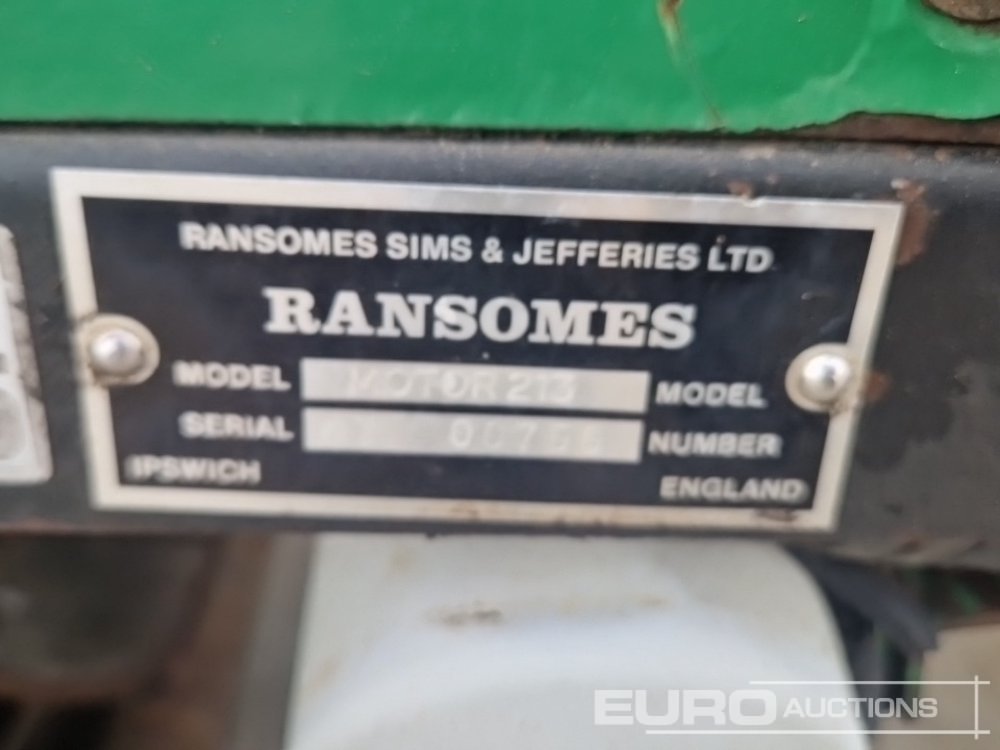 RANSOMES SIMS & JEFFERIES LTD
RANSOMES
MODEL MOTOR 213 MODEL
SERIAL NUMBER
IPSWICH ENGLAND
EURO AUCTIONS